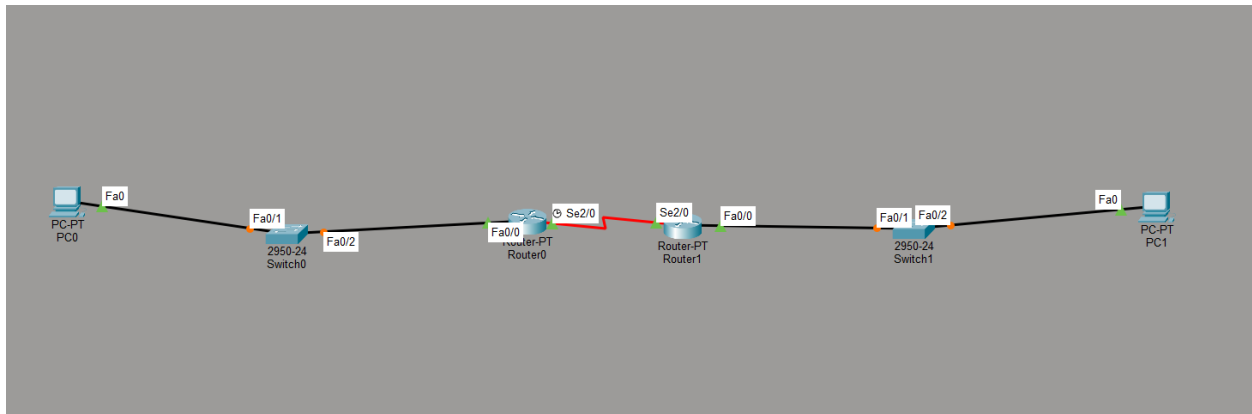 Fa0
PC-PT
PC0
Fa0/1
Fa0/2
2950-24
Switch0
Fa0/0
Router-PT
Router0
Se2/0
Se2/0
Fa0/0
Router-PT
Router1
Fa0/1
Fa0/2
2950-24
Switch1
Fa0
PC-PT
PC1